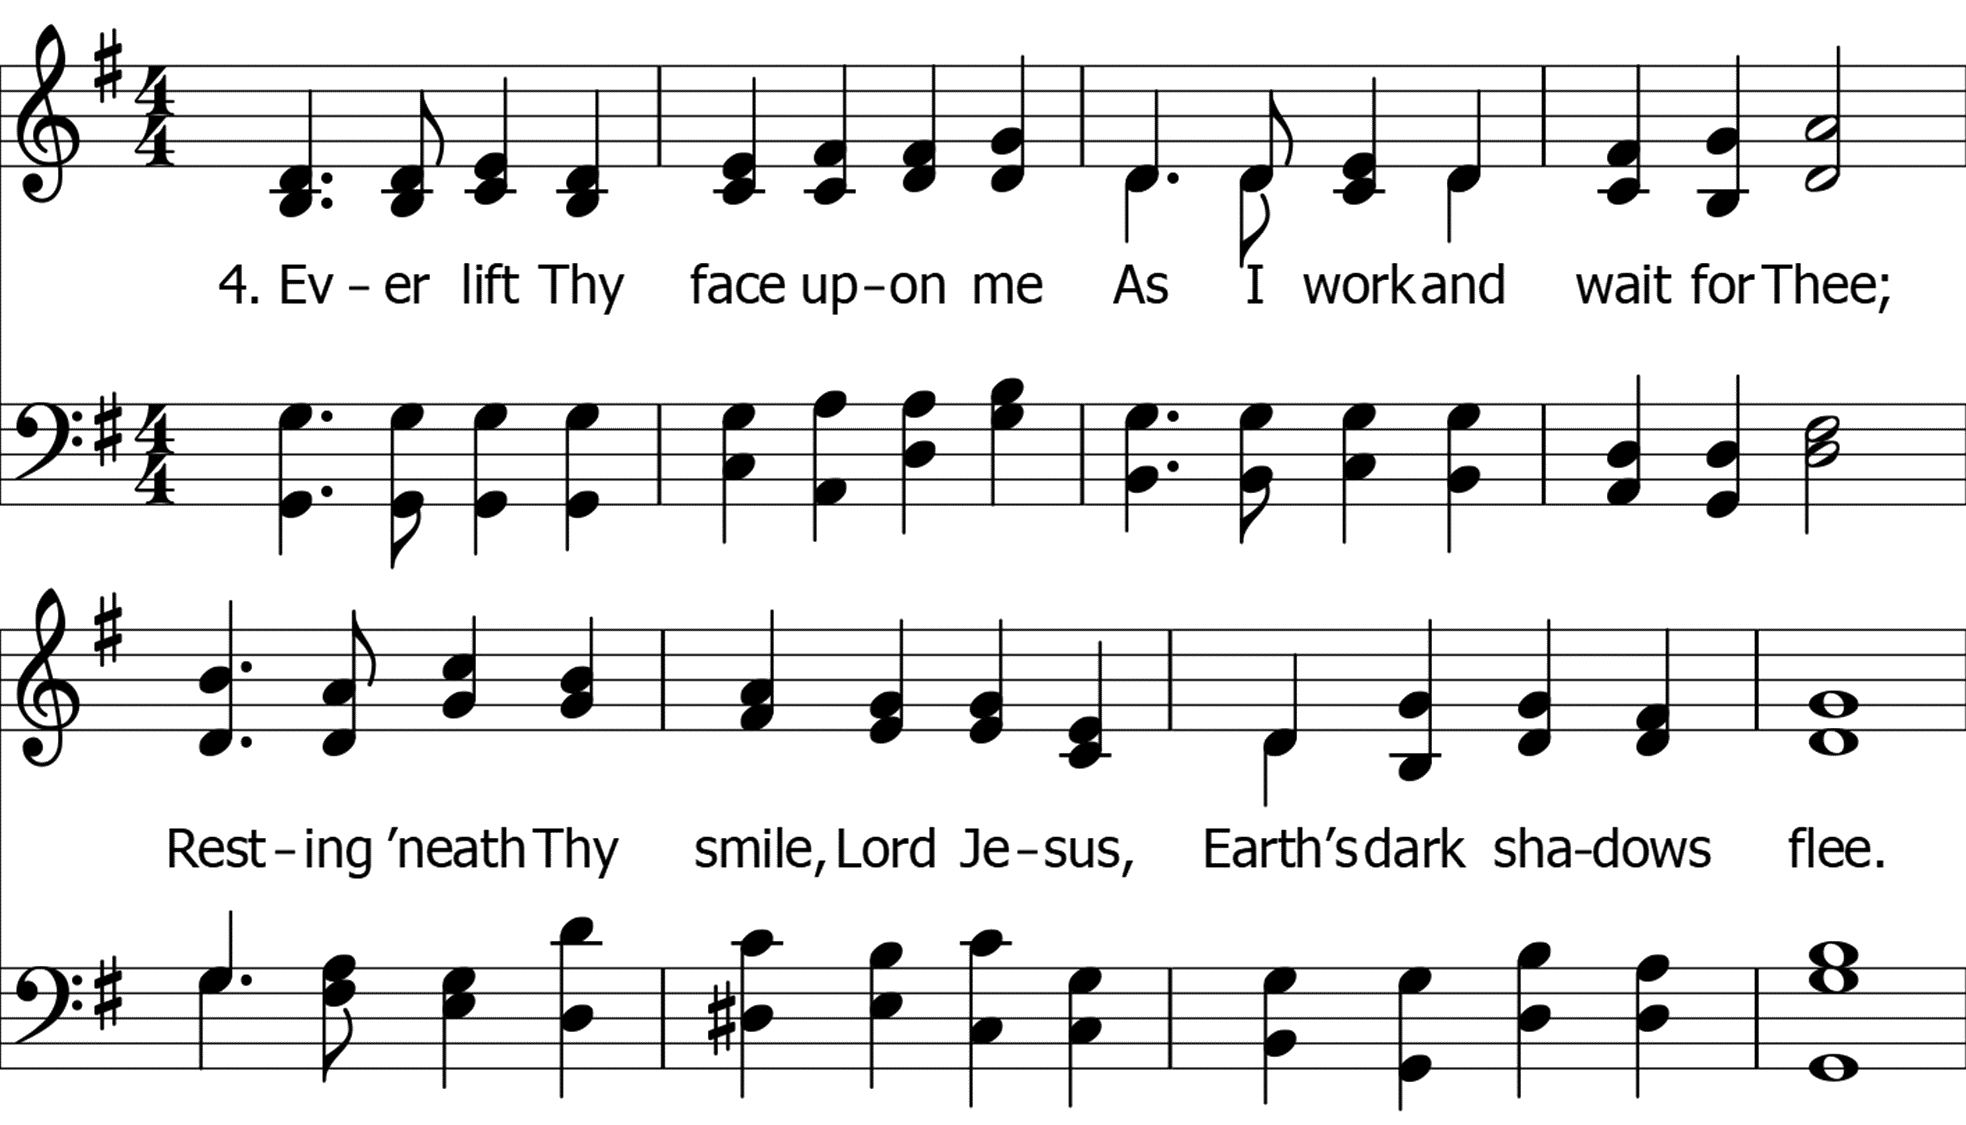 4. Ev – er lift Thy face up–on me As I work and wait for Thee;
Rest–ing ’neath Thy smile, Lord Je–sus, Earth’s dark sha–dows flee.